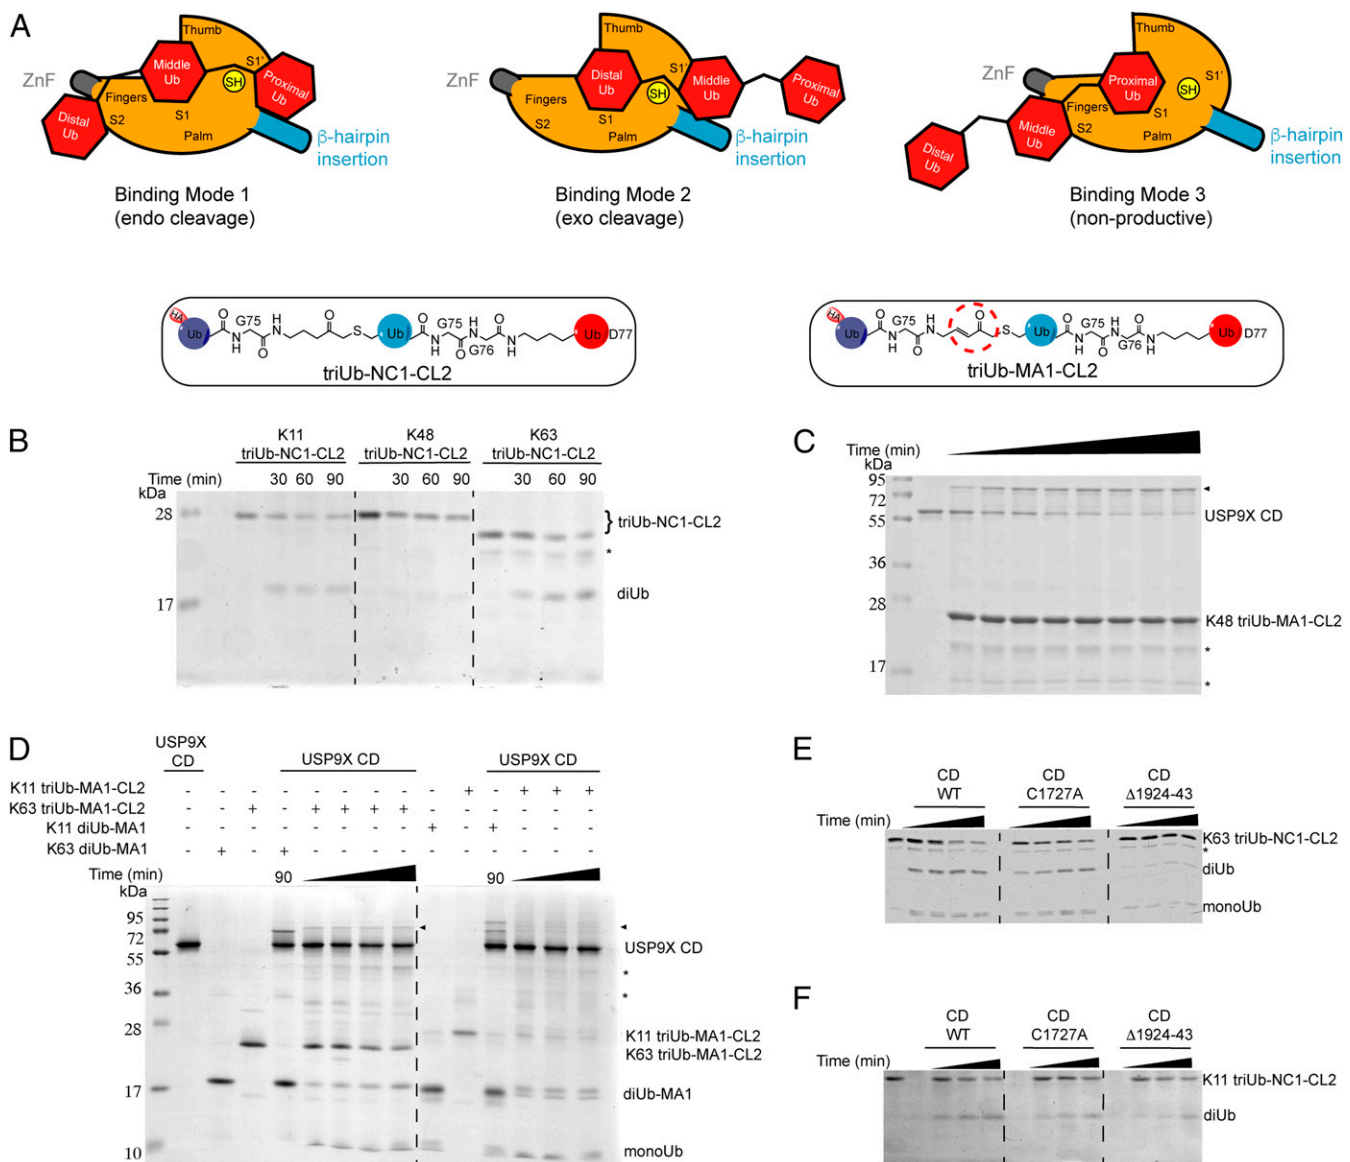 A
Thumb
S1'
ZnF
Middle
Ub
SH
Proximal
Ub
Fingers
S1
S2
Distal
Ub
Palm
β-hairpin
insertion
Binding Mode 1
(endo cleavage)
Thumb
S1'
ZnF
Distal
Ub
SH
Middle
Ub
Proximal
Ub
Fingers
S1
S2
Palm
β-hairpin
insertion
Binding Mode 2
(exo cleavage)
Thumb
S1'
ZnF
Proximal
Ub
SH
Fingers
S1
S2
Middle
Ub
Distal
Ub
Palm
β-hairpin
insertion
Binding Mode 3
(non-productive)
HA
Ub
O
G75
H
N
N
H
O
O
S
Ub
O
G75
H
N
N
H
O
G76
O
N
H
Ub
D77
triUb-NC1-CL2
HA
Ub
O
G75
H
N
N
H
O
O
S
Ub
O
G75
H
N
N
H
O
G76
O
N
H
Ub
D77
triUb-MA1-CL2
B
K11
triUb-NC1-CL2
K48
triUb-NC1-CL2
K63
triUb-NC1-CL2
Time (min) 30 60 90 30 60 90 30 60 90
kDa
28
17
triUb-NC1-CL2
*
diUb
C
Time (min)
kDa
95
72
55
36
28
17
USP9X CD
K48 triUb-MA1-CL2
*
*
D
USP9X
CD
USP9X CD
USP9X CD
K11 triUb-MA1-CL2 - - - - - - - - - + - + + +
K63 triUb-MA1-CL2 - - + - + + + + - - - - - -
K11 diUb-MA1 - - - - - - - - + - + - - -
K63 diUb-MA1 - + - + - - - - - - - - - -
Time (min) 90 90
kDa
95
72
55
36
28
17
10
USP9X CD
*
*
K11 triUb-MA1-CL2
K63 triUb-MA1-CL2
diUb-MA1
monoUb
E
CD
WT
CD
C1727A
CD
Δ1924-43
Time (min)
K63 triUb-NC1-CL2
*
diUb
monoUb
F
CD
WT
CD
C1727A
CD
Δ1924-43
Time (min)
K11 triUb-NC1-CL2
diUb